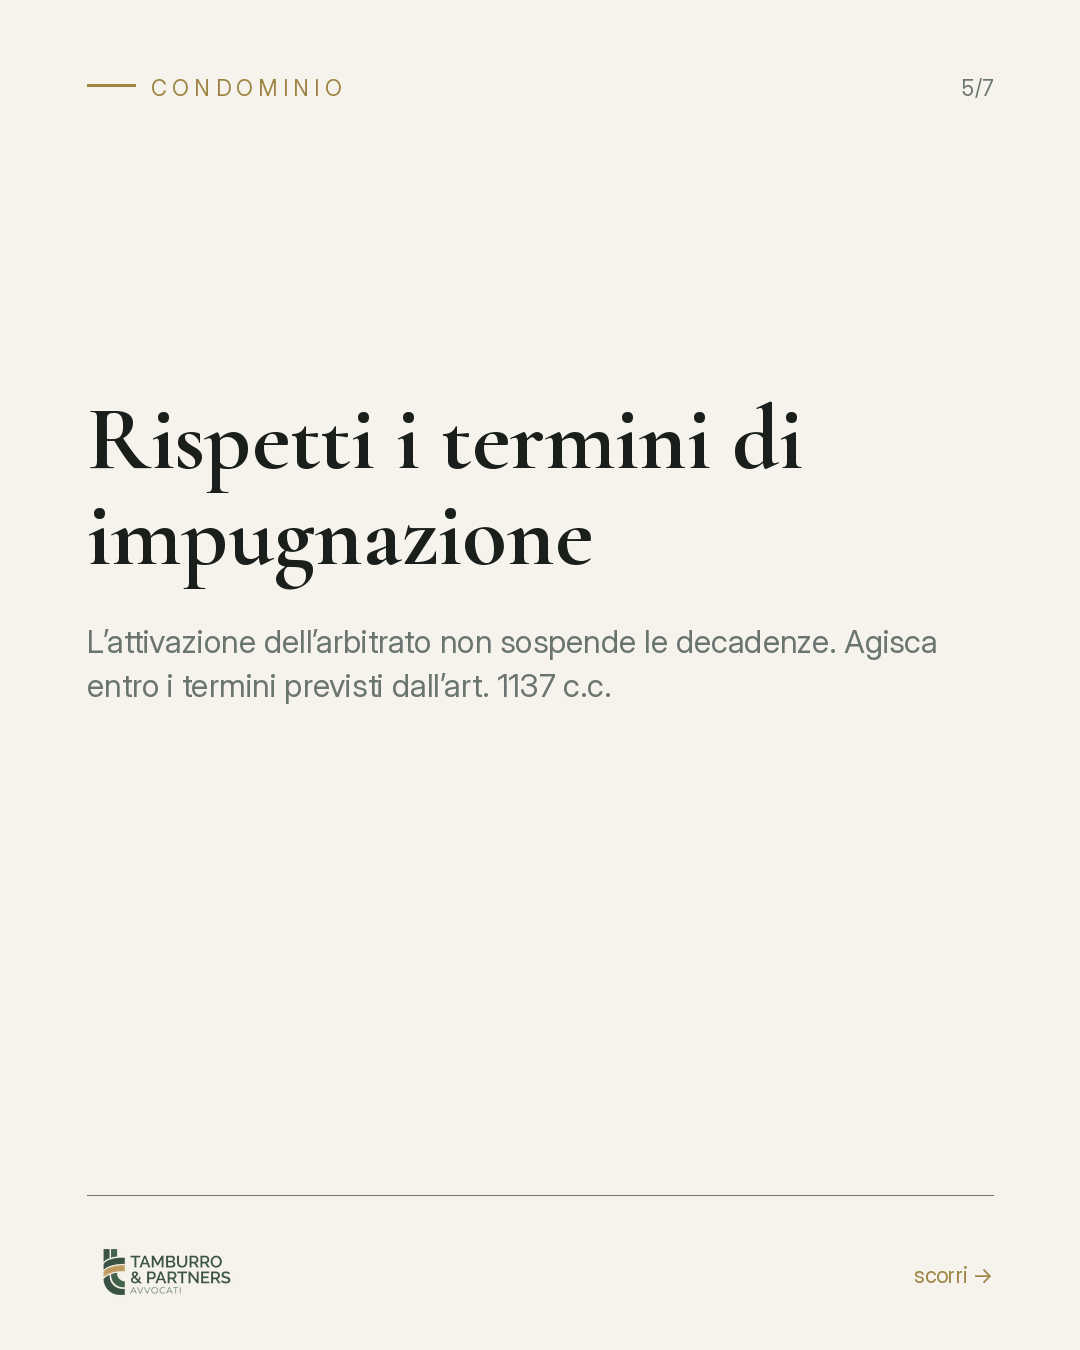 CONDOMINIO
5/7
Rispetti i termini di
impugnazione
L’attivazione dell’arbitrato non sospende le decadenze. Agisca
entro i termini previsti dall’art. 1137 c.c.
TAMBURRO
& PARTNERS
AVVOCATI
scorri →